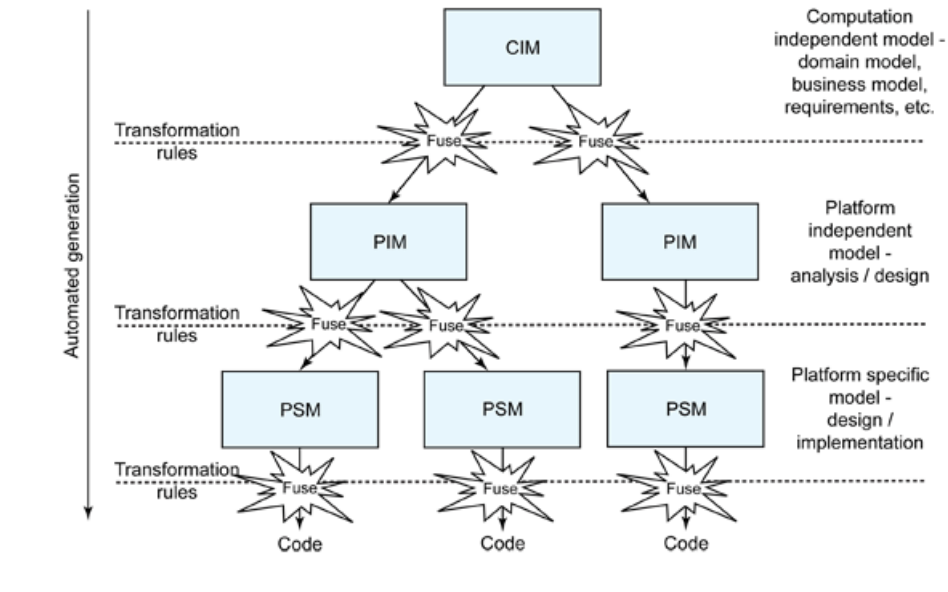 CIM
Computation
independent model -
domain model,
business model,
requirements, etc.
Transformation
rules
Fuse
Fuse
Automated generation
PIM
PIM
Platform
independent
model -
analysis / design
Transformation
rules
Fuse
Fuse
Fuse
PSM
PSM
PSM
Platform specific
model -
design /
implementation
Transformation
rules
Fuse
Fuse
Fuse
Code
Code
Code